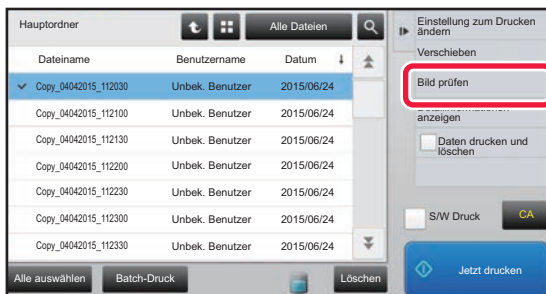 Hauptordner
Alle Dateien
Dateiname Benutzername Datum
Copy_04042015_112030 Unbek. Benutzer 2015/06/24
Copy_04042015_112100 Unbek. Benutzer 2015/06/24
Copy_04042015_112130 Unbek. Benutzer 2015/06/24
Copy_04042015_112200 Unbek. Benutzer 2015/06/24
Copy_04042015_112230 Unbek. Benutzer 2015/06/24
Copy_04042015_112300 Unbek. Benutzer 2015/06/24
Copy_04042015_112330 Unbek. Benutzer 2015/06/24
Alle auswählen
Batch-Druck
Löschen
Einstellung zum Drucken
ändern
Verschieben
Bild prüfen
anzeigen
Daten drucken und
löschen
S/W Druck
CA
Jetzt drucken